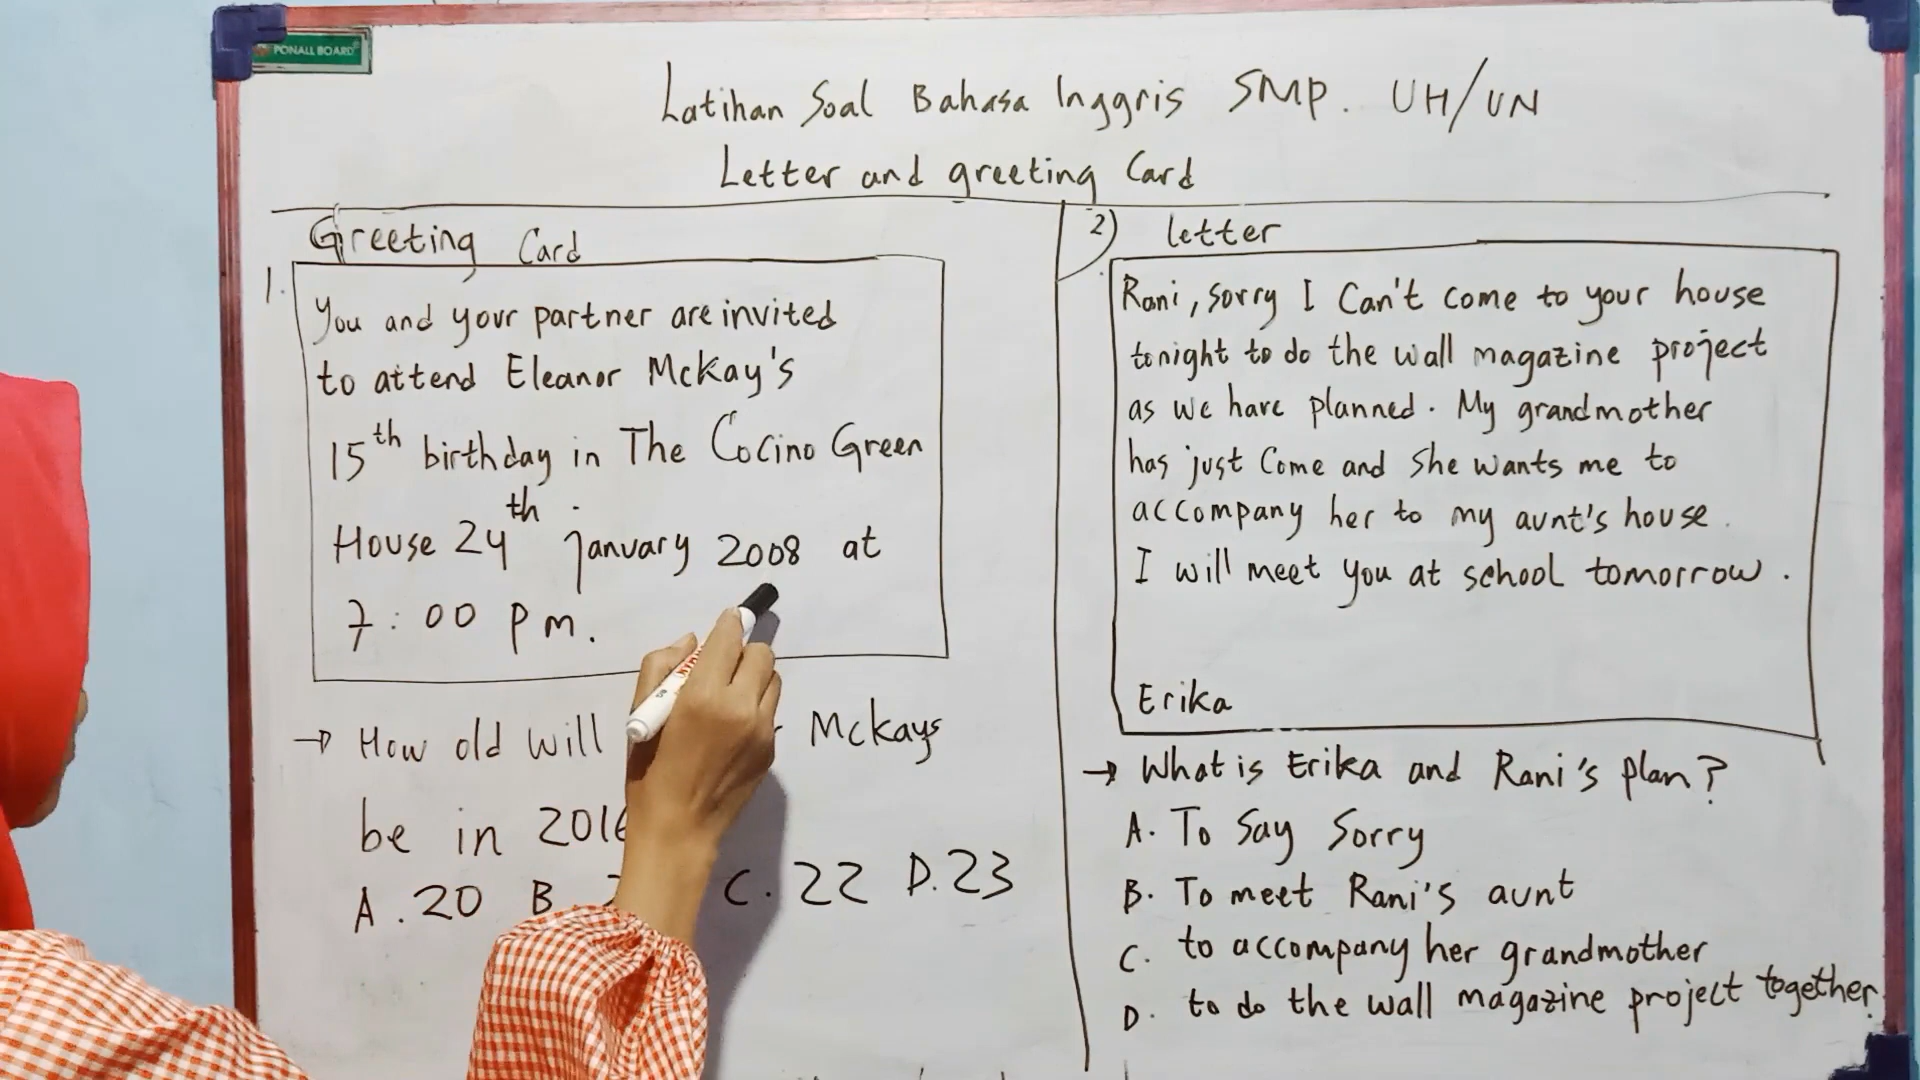 PONALL BOARD
Latihan Soal Bahasa Inggris SMP. UH/UN
Letter and greeting Card
Greeting Card
1.
You and your partner are invited
to attend Eleanor McKay's
15th birthday in The Cocino Green
House 24th january 2008 at
7:00 pm.
→ How old will McKays
be in 2016
A. 20 B C. 22 D. 23
2) letter
Rani, sorry I Can't come to your house
tonight to do the wall magazine project
as we have planned. My grandmother
has just Come and She wants me to
accompany her to my aunt's house.
I will meet you at school tomorrow.
Erika
→ What is Erika and Rani's plan?
A. To Say Sorry
B. To meet Rani's aunt
C. to accompany her grandmother
D. to do the wall magazine project together.